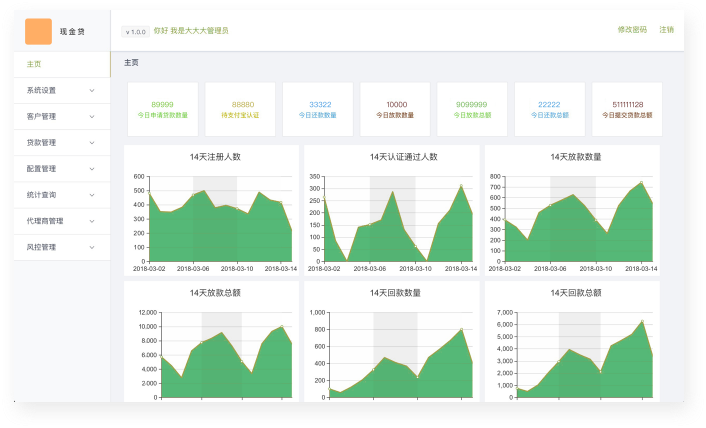 现金贷
v 1.0.0 你好 我是大大大管理员 修改密码 注销
主页
系统设置
客户管理
贷款管理
配置管理
统计查询
代理商管理
风控管理
主页
89999
今日申请贷款数量
88880
待支付宝认证
33322
今日还款数量
10000
今日放款数量
9099999
今日放款总额
22222
今日还款总额
511111128
今日提交贷款总额
14天注册人数
600
500
400
300
200
100
0
2018-03-02 2018-03-06 2018-03-10 2018-03-14
14天认证通过人数
350
300
250
200
150
100
50
0
2018-03-02 2018-03-06 2018-03-10 2018-03-14
14天放款数量
800
700
600
500
400
300
200
100
0
2018-03-02 2018-03-06 2018-03-10 2018-03-14
14天放款总额
12,000
10,000
8,000
6,000
4,000
2,000
0
14天回款数量
1,000
800
600
400
200
0
14天回款总额
7,000
6,000
5,000
4,000
3,000
2,000
1,000
0